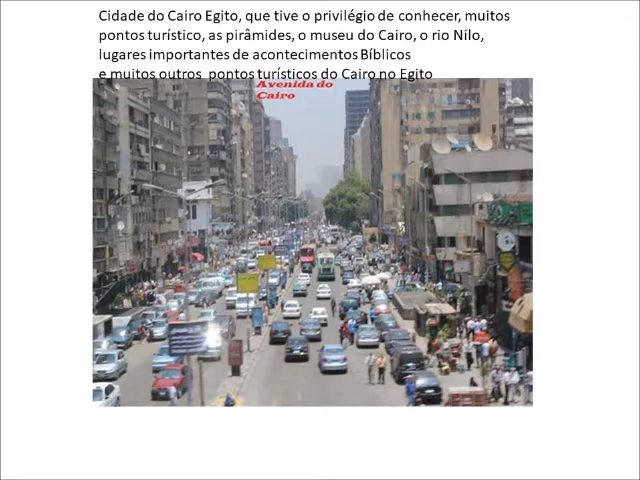 Cidade do Cairo Egito, que tive o privilégio de conhecer, muitos
pontos turístico, as pirâmides, o museu do Cairo, o rio Nilo,
lugares importantes de acontecimentos Bíblicos
e muitos outros  pontos turísticos do Cairo no Egito
Avenida do
Cairo